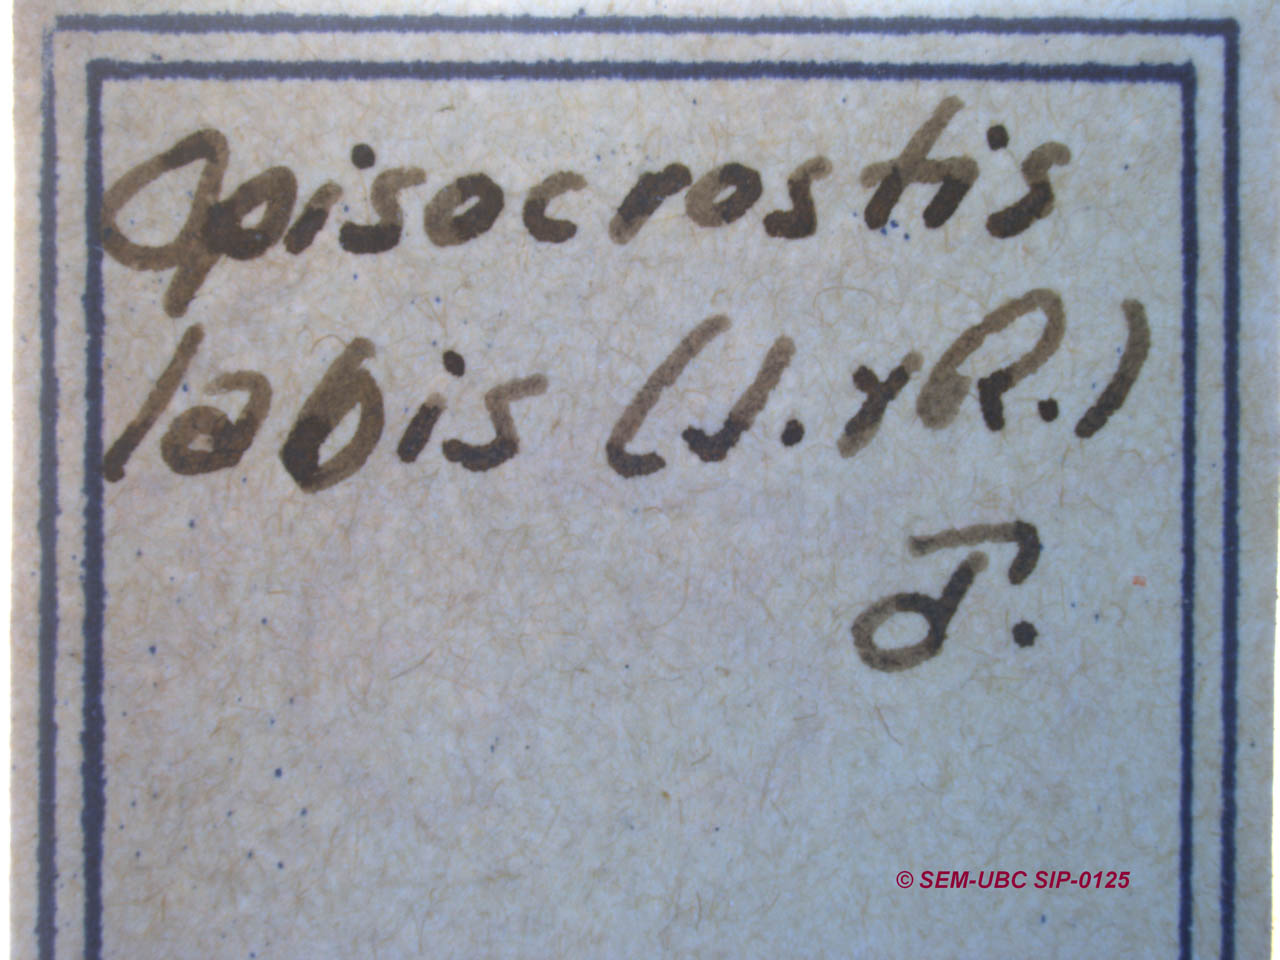 Opisocrostis
labis (J. & R.)
♂.
© SEM-UBC SIP-0125